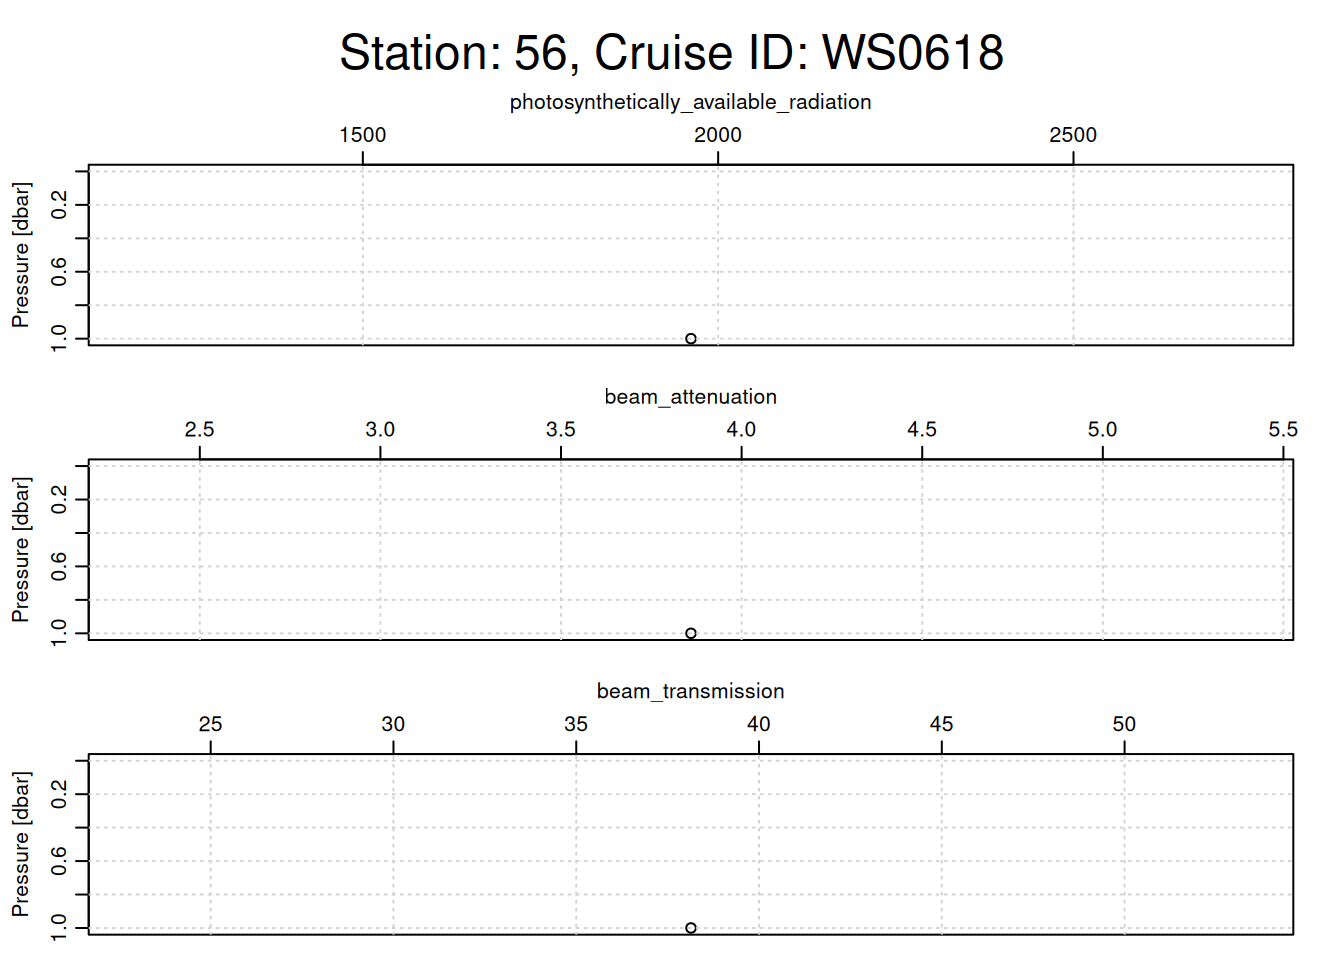 Station: 56, Cruise ID: WS0618
photosynthetically_available_radiation
1500 2000 2500
Pressure [dbar]
0.2
0.6
1.0
beam_attenuation
2.5 3.0 3.5 4.0 4.5 5.0 5.5
Pressure [dbar]
0.2
0.6
1.0
beam_transmission
25 30 35 40 45 50
Pressure [dbar]
0.2
0.6
1.0